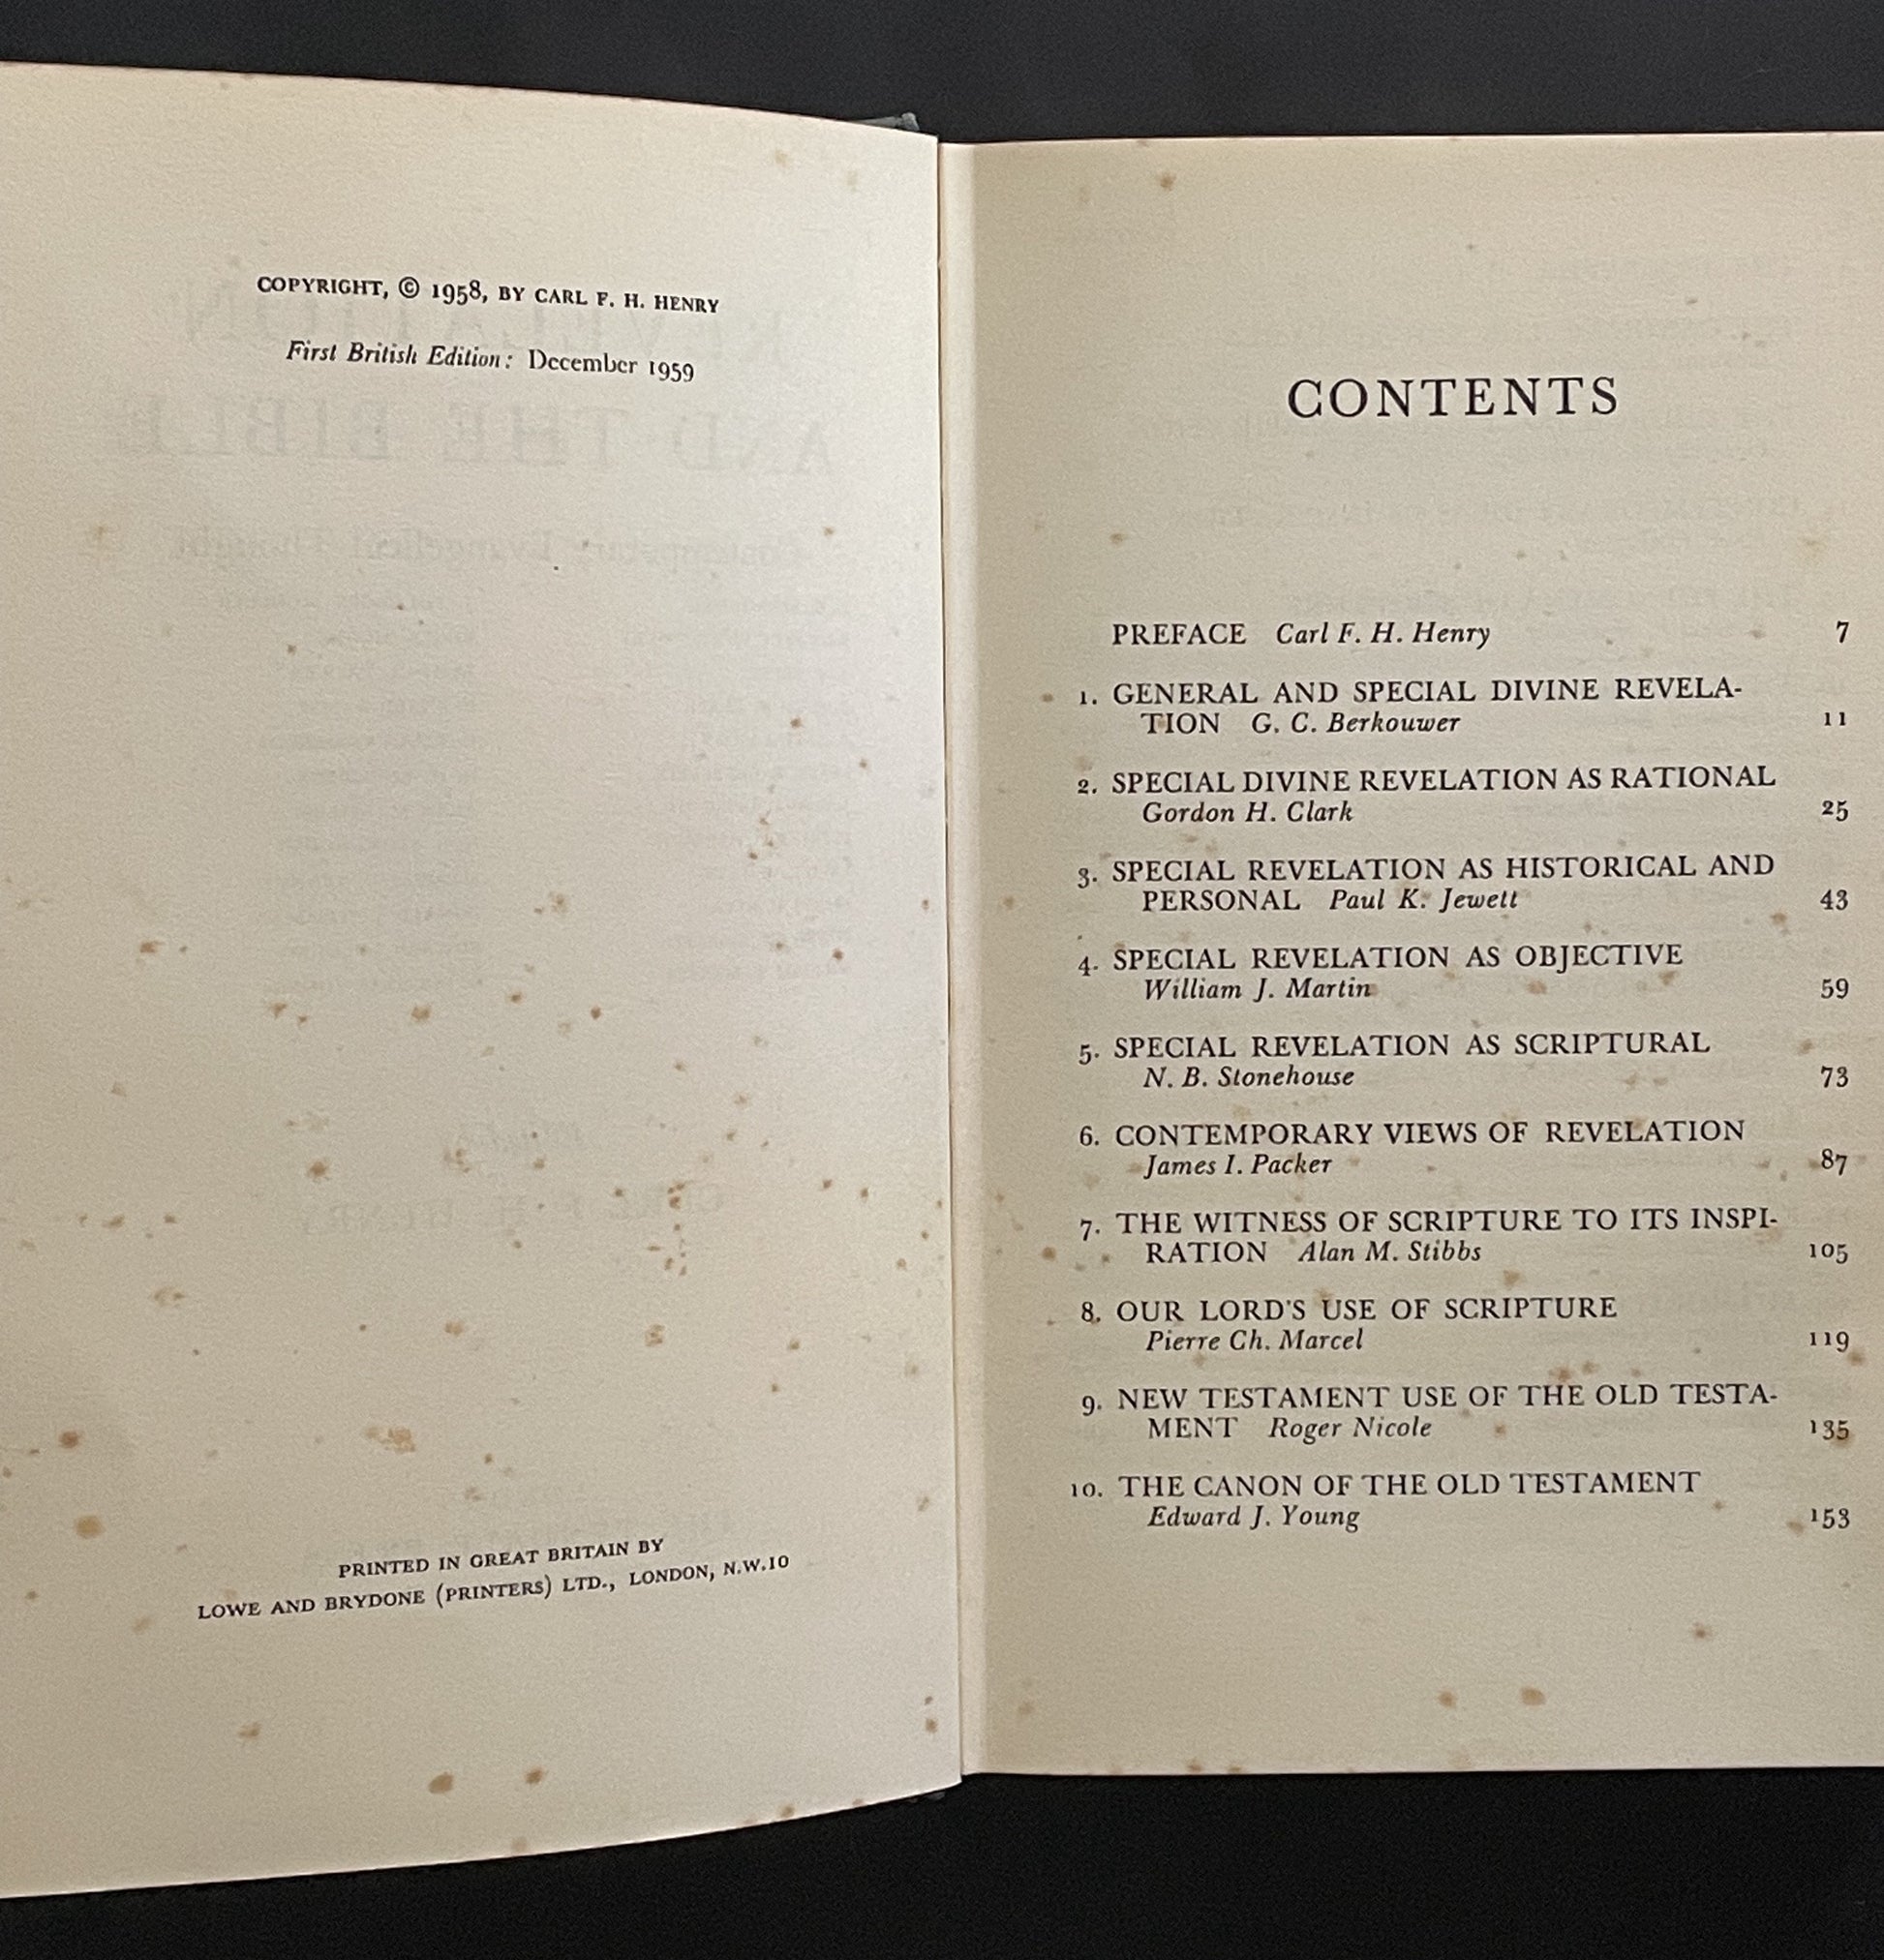 COPYRIGHT, © 1958, BY CARL F. H. HENRY
First British Edition: December 1959
PRINTED IN GREAT BRITAIN BY
LOWE AND BRYDONE (PRINTERS) LTD., LONDON, N.W.10
CONTENTS
PREFACE Carl F. H. Henry 7
1. GENERAL AND SPECIAL DIVINE REVELA-
TION G. C. Berkouwer 11
2. SPECIAL DIVINE REVELATION AS RATIONAL
Gordon H. Clark 25
3. SPECIAL REVELATION AS HISTORICAL AND
PERSONAL Paul K. Jewett 43
4. SPECIAL REVELATION AS OBJECTIVE
William J. Martin 59
5. SPECIAL REVELATION AS SCRIPTURAL
N. B. Stonehouse 73
6. CONTEMPORARY VIEWS OF REVELATION
James I. Packer 87
7. THE WITNESS OF SCRIPTURE TO ITS INSPI-
RATION Alan M. Stibbs 105
8. OUR LORD'S USE OF SCRIPTURE
Pierre Ch. Marcel 119
9. NEW TESTAMENT USE OF THE OLD TESTA-
MENT Roger Nicole 135
10. THE CANON OF THE OLD TESTAMENT
Edward J. Young 153